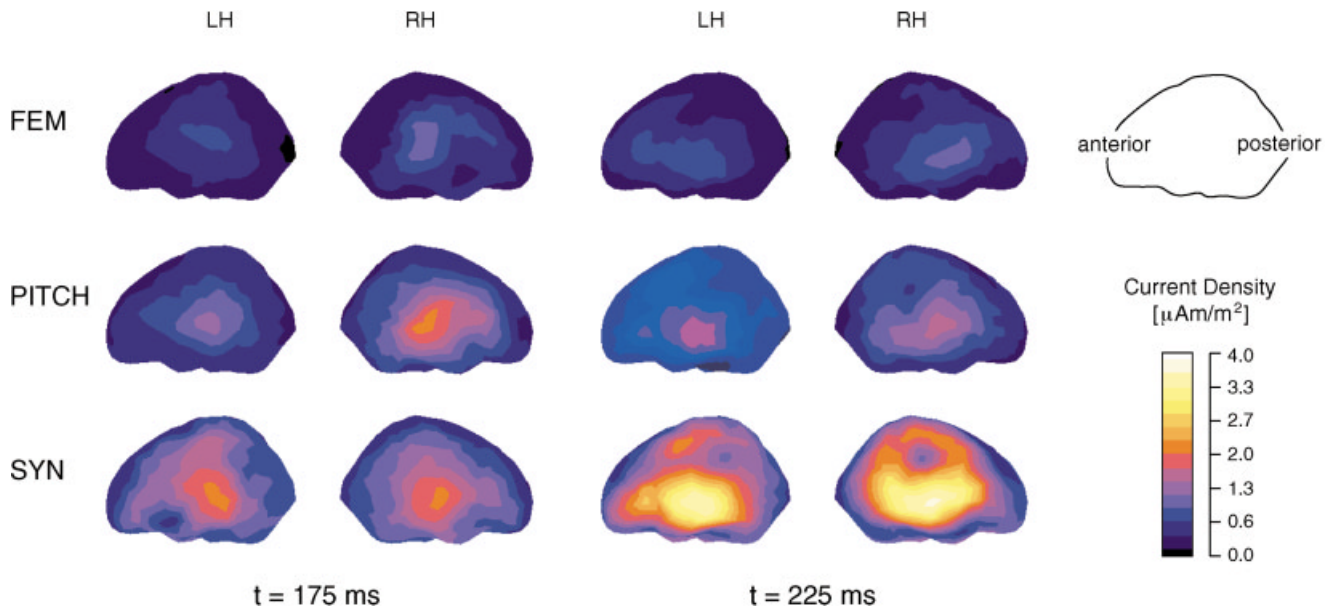 LH RH LH RH
FEM
anterior posterior
PITCH
Current Density
[µAm/m²]
4.0
3.3
2.7
2.0
1.3
0.6
0.0
SYN
t = 175 ms t = 225 ms